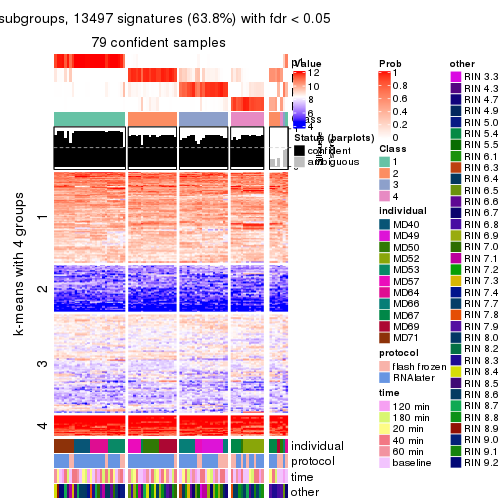 subgroups, 13497 signatures (63.8%) with fdr < 0.05
79 confident samples
k-means with 4 groups
1
2
3
4
individual
protocol
time
other
12
10
8
6
Status (barplots)
confident
ambiguous
Prob
1
0.8
0.6
0.4
0.2
0
Class
1
2
3
4
individual
MD40
MD49
MD50
MD52
MD53
MD57
MD64
MD66
MD67
MD69
MD71
protocol
flash frozen
RNAlater
time
120 min
180 min
20 min
40 min
60 min
baseline
other
RIN 3.3
RIN 4.3
RIN 4.7
RIN 4.9
RIN 5.0
RIN 5.4
RIN 5.5
RIN 6.1
RIN 6.3
RIN 6.4
RIN 6.5
RIN 6.6
RIN 6.7
RIN 6.8
RIN 6.9
RIN 7.0
RIN 7.1
RIN 7.2
RIN 7.3
RIN 7.4
RIN 7.7
RIN 7.8
RIN 7.9
RIN 8.0
RIN 8.2
RIN 8.3
RIN 8.4
RIN 8.5
RIN 8.6
RIN 8.7
RIN 8.8
RIN 8.9
RIN 9.0
RIN 9.1
RIN 9.2